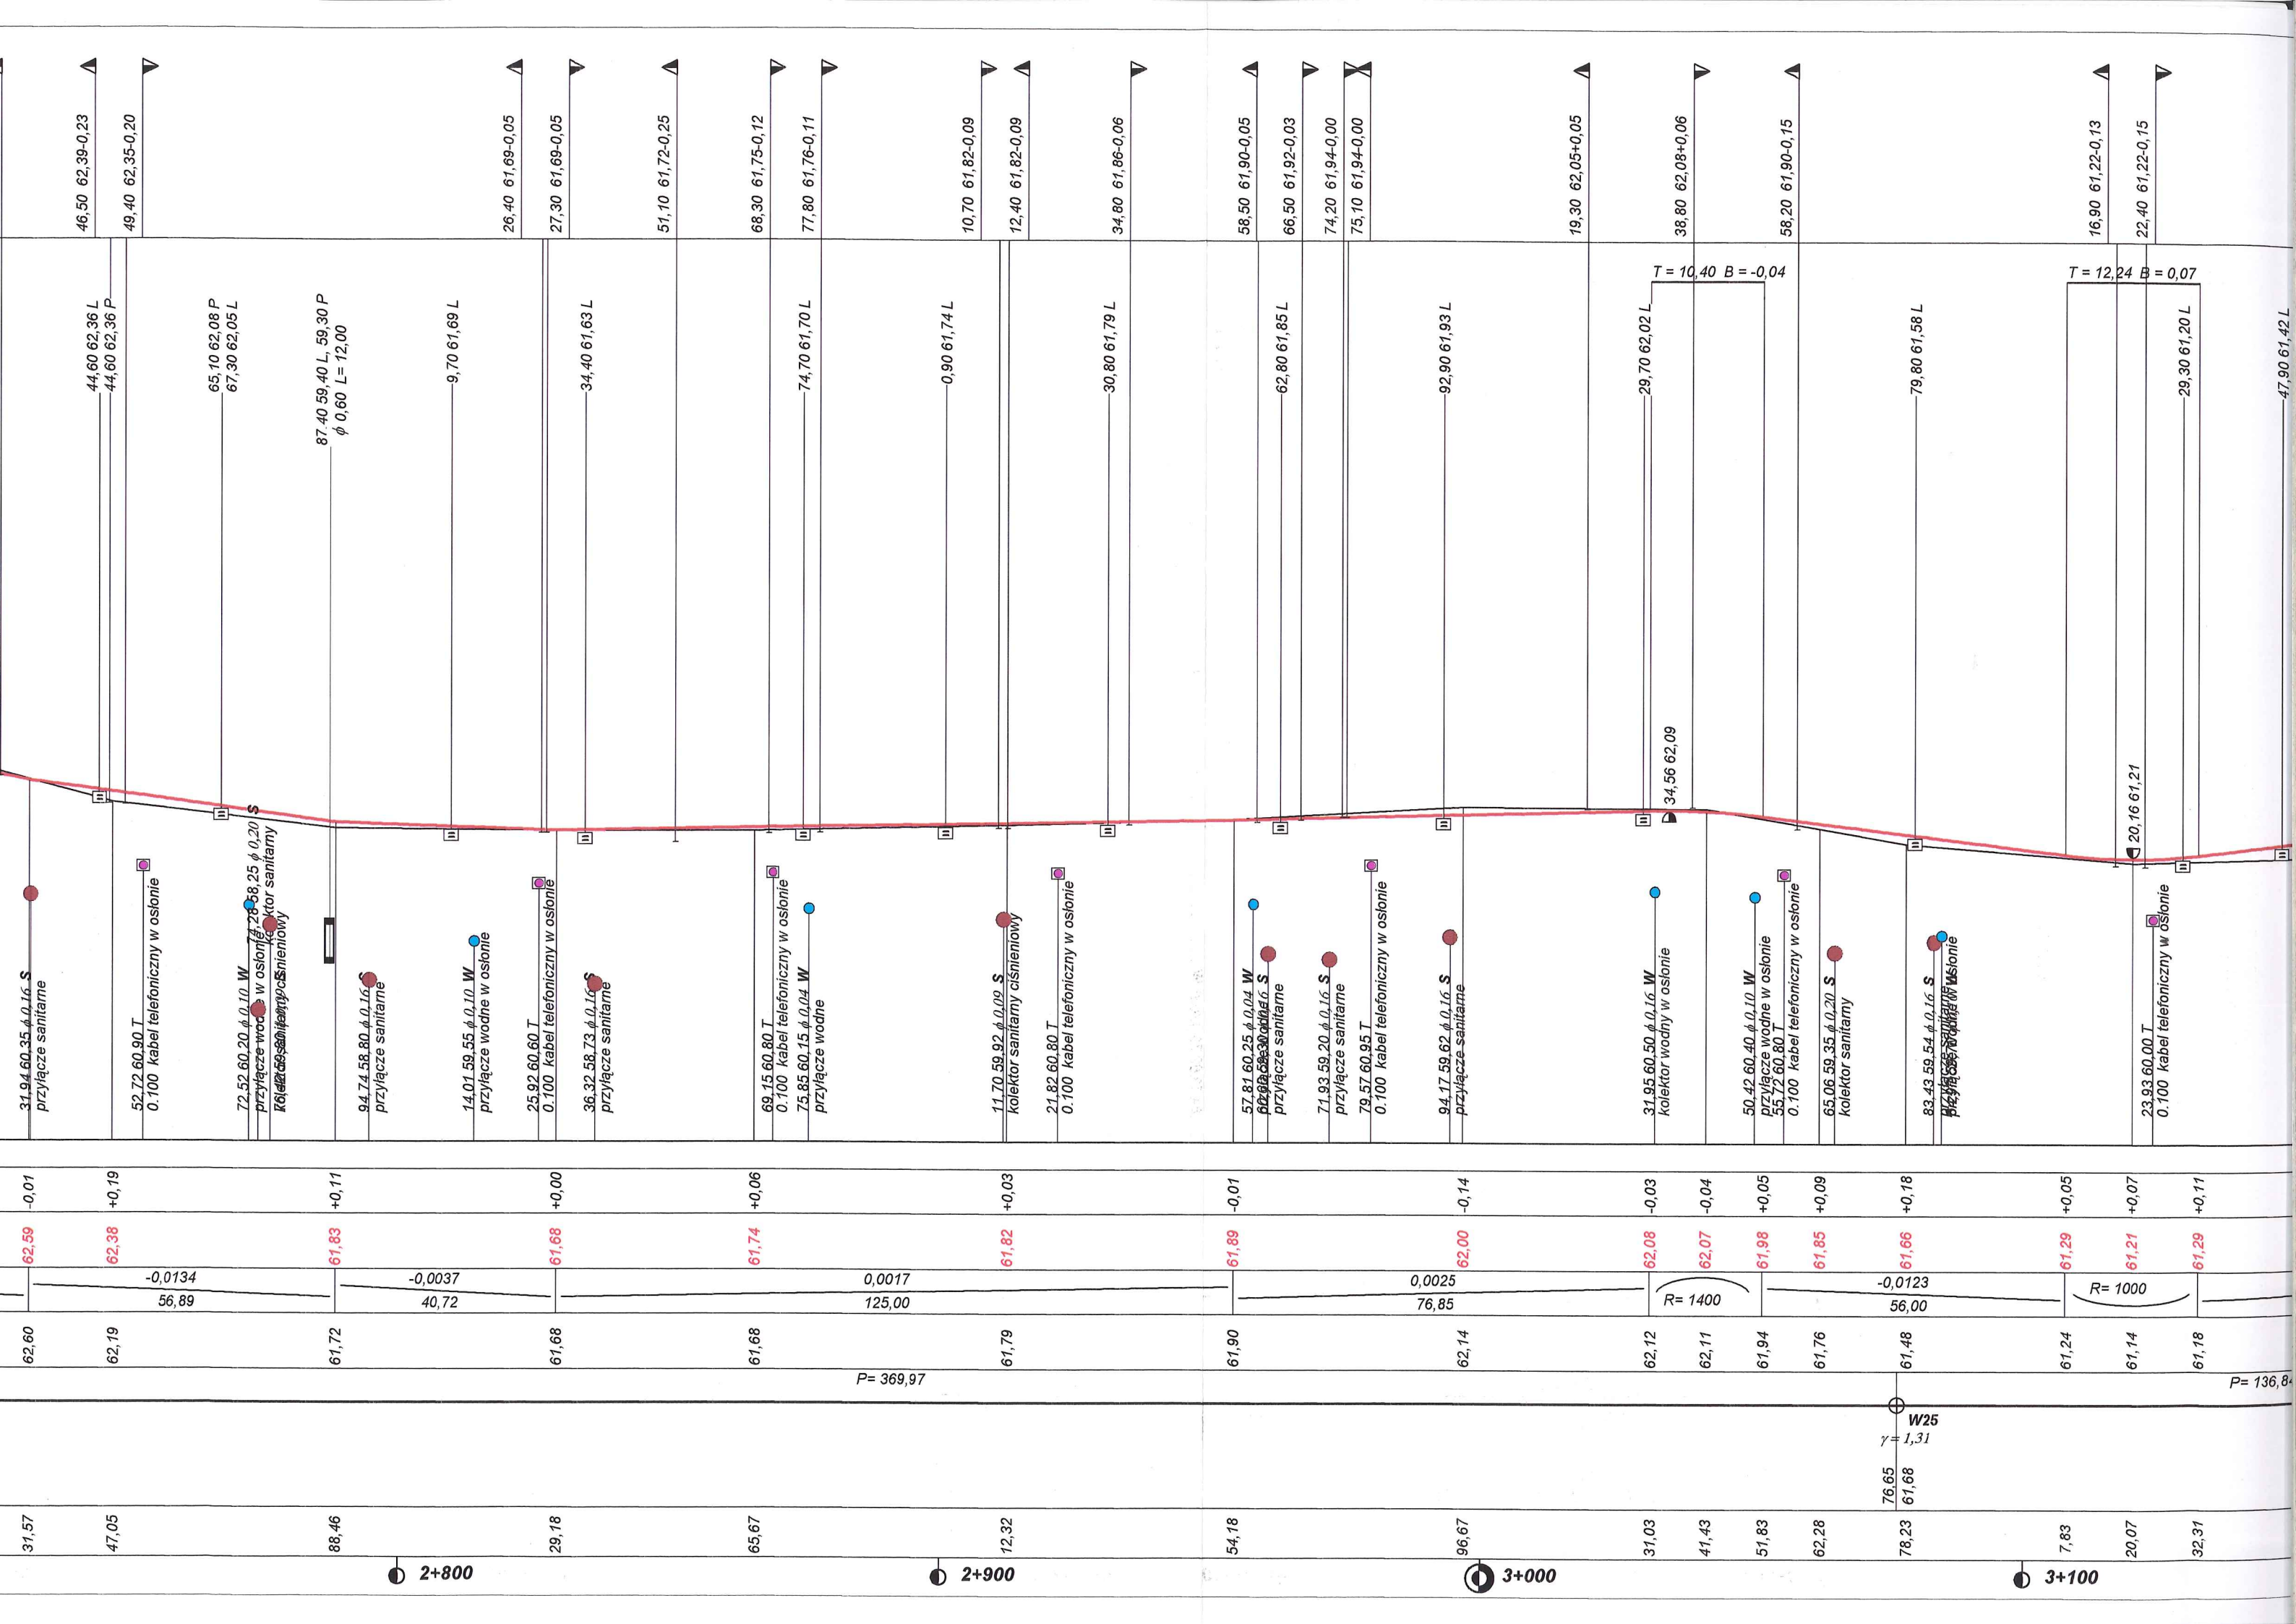 46,50 62,39-0,23
49,40 62,35-0,20
26,40 61,69-0,05
27,30 61,69-0,05
51,10 61,72-0,25
68,30 61,75-0,12
77,80 61,76-0,11
10,70 61,82-0,09
12,40 61,82-0,09
34,80 61,86-0,06
58,50 61,90-0,05
66,50 61,92-0,03
74,20 61,94-0,00
75,10 61,94-0,00
19,30 62,05+0,05
38,80 62,08+0,06
58,20 61,90-0,15
16,90 61,22-0,13
22,40 61,22-0,15
T = 10,40 B = -0,04
T = 12,24 B = 0,07
44,60 62,36 L
44,60 62,36 P
65,10 62,08 P
67,30 62,05 L
87.40 59,40 L, 59,30 P
ϕ 0,60 L= 12,00
9,70 61,69 L
34,40 61,63 L
74,70 61,70 L
0,90 61,74 L
30,80 61,79 L
62,80 61,85 L
92,90 61,93 L
29,70 62,02 L
79,80 61,58 L
29,30 61,20 L
47,90 61,42 L
34,56 62,09
20,16 61,21
31,94 60,35 ϕ 0,16 S
przyłącze sanitarne
52,72 60,90 T
0.100 kabel telefoniczny w osłonie
72,52 60,20 ϕ 0,10 W
przyłącze wodne w osłonie
74,28 58,25 ϕ 0,20 S
kolektor sanitarny
94,74 58,80 ϕ 0,16 S
przyłącze sanitarne
14,01 59,55 ϕ 0,10 W
przyłącze wodne w osłonie
25,92 60,60 T
0.100 kabel telefoniczny w osłonie
36,32 58,73 ϕ 0,16 S
przyłącze sanitarne
69,15 60,80 T
0.100 kabel telefoniczny w osłonie
75,85 60,15 ϕ 0,04 W
przyłącze wodne
11,70 59,92 ϕ 0,09 S
kolektor sanitarny ciśnieniowy
21,82 60,80 T
0.100 kabel telefoniczny w osłonie
57,81 60,25 ϕ 0,04 W
przyłącze sanitarne
71,93 59,20 ϕ 0,16 S
przyłącze sanitarne
79,57 60,95 T
0.100 kabel telefoniczny w osłonie
94,17 59,62 ϕ 0,16 S
przyłącze sanitarne
31,95 60,50 ϕ 0,16 W
kolektor wodny w osłonie
50,42 60,40 ϕ 0,10 W
przyłącze wodne w osłonie
55,72 60,80 T
0.100 kabel telefoniczny w osłonie
65,06 59,35 ϕ 0,20 S
kolektor sanitarny
83,43 59,54 ϕ 0,16 S
23,93 60,00 T
0.100 kabel telefoniczny w osłonie
-0,01 +0,19 +0,11 +0,00 +0,06 +0,03 -0,01 -0,14 -0,03 -0,04 +0,05 +0,09 +0,18 +0,05 +0,07 +0,11
62,59 62,38 61,83 61,68 61,74 61,82 61,89 62,00 62,08 62,07 61,98 61,85 61,66 61,29 61,21 61,29
-0,0134 -0,0037 0,0017 0,0025 -0,0123
56,89 40,72 125,00 76,85 R= 1400 56,00 R= 1000
62,60 62,19 61,72 61,68 61,68 61,79 61,90 62,14 62,12 62,11 61,94 61,76 61,48 61,24 61,14 61,18
P= 369,97
W25
γ= 1,31
76,65
61,68
31,57 47,05 88,46 29,18 65,67 12,32 54,18 96,67 31,03 41,43 51,83 62,28 78,23 7,83 20,07 32,31
2+800 2+900 3+000 3+100